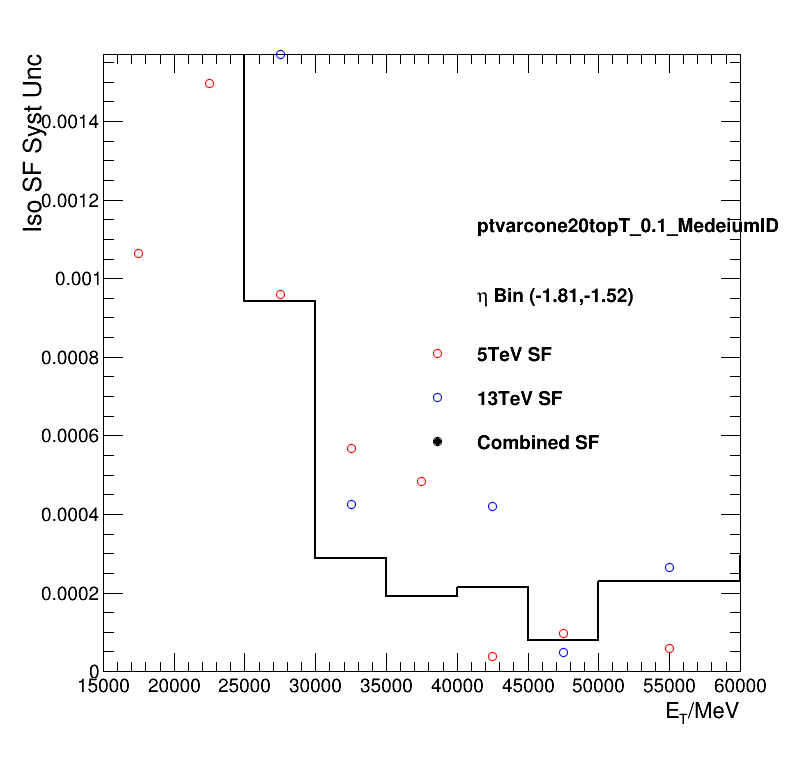 Iso SF Syst Unc
0.0014
0.0012
0.001
0.0008
0.0006
0.0004
0.0002
0
ptvarcone20topT_0.1_MedeiumID
η Bin (-1.81,-1.52)
5TeV SF
13TeV SF
Combined SF
15000 20000 25000 30000 35000 40000 45000 50000 55000 60000
E_T/MeV